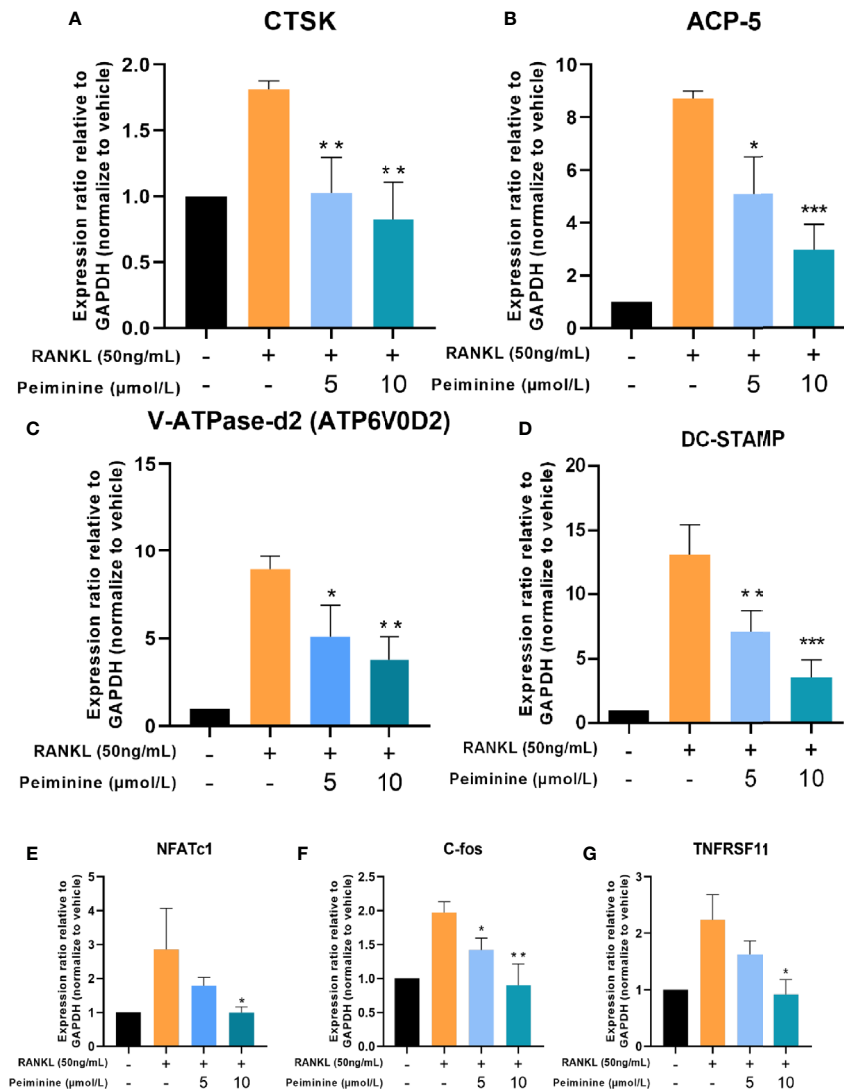 A CTSK
Expression ratio relative to
GAPDH (normalize to vehicle)
2.0
1.5
1.0
0.5
0.0
** **
RANKL (50ng/mL) - + + +
Peiminine (µmol/L) - - 5 10
B ACP-5
Expression ratio relative to
GAPDH (normalize to vehicle)
10
8
6
4
2
0
* ***
RANKL (50ng/mL) - + + +
Peiminine (µmol/L) - - 5 10
C V-ATPase-d2 (ATP6V0D2)
Expression ratio relative to
GAPDH (normalize to vehicle)
15
10
5
0
* **
RANKL (50ng/mL) - + + +
Peiminine (µmol/L) - - 5 10
D DC-STAMP
Expression ratio relative to
GAPDH (normalize to vehicle)
20
15
10
5
0
** ***
RANKL (50ng/mL) - + + +
Peiminine (µmol/L) - - 5 10
E NFATc1
Expression ratio relative to
GAPDH (normalize to vehicle)
5
4
3
2
1
0
*
RANKL (50ng/mL) - + + +
Peiminine (µmol/L) - - 5 10
F C-fos
Expression ratio relative to
GAPDH (normalize to vehicle)
2.5
2.0
1.5
1.0
0.5
0.0
* **
RANKL (50ng/mL) - + + +
Peiminine (µmol/L) - - 5 10
G TNFRSF11
Expression ratio relative to
GAPDH (normalize to vehicle)
3
2
1
0
*
RANKL (50ng/mL) - + + +
Peiminine (µmol/L) - - 5 10